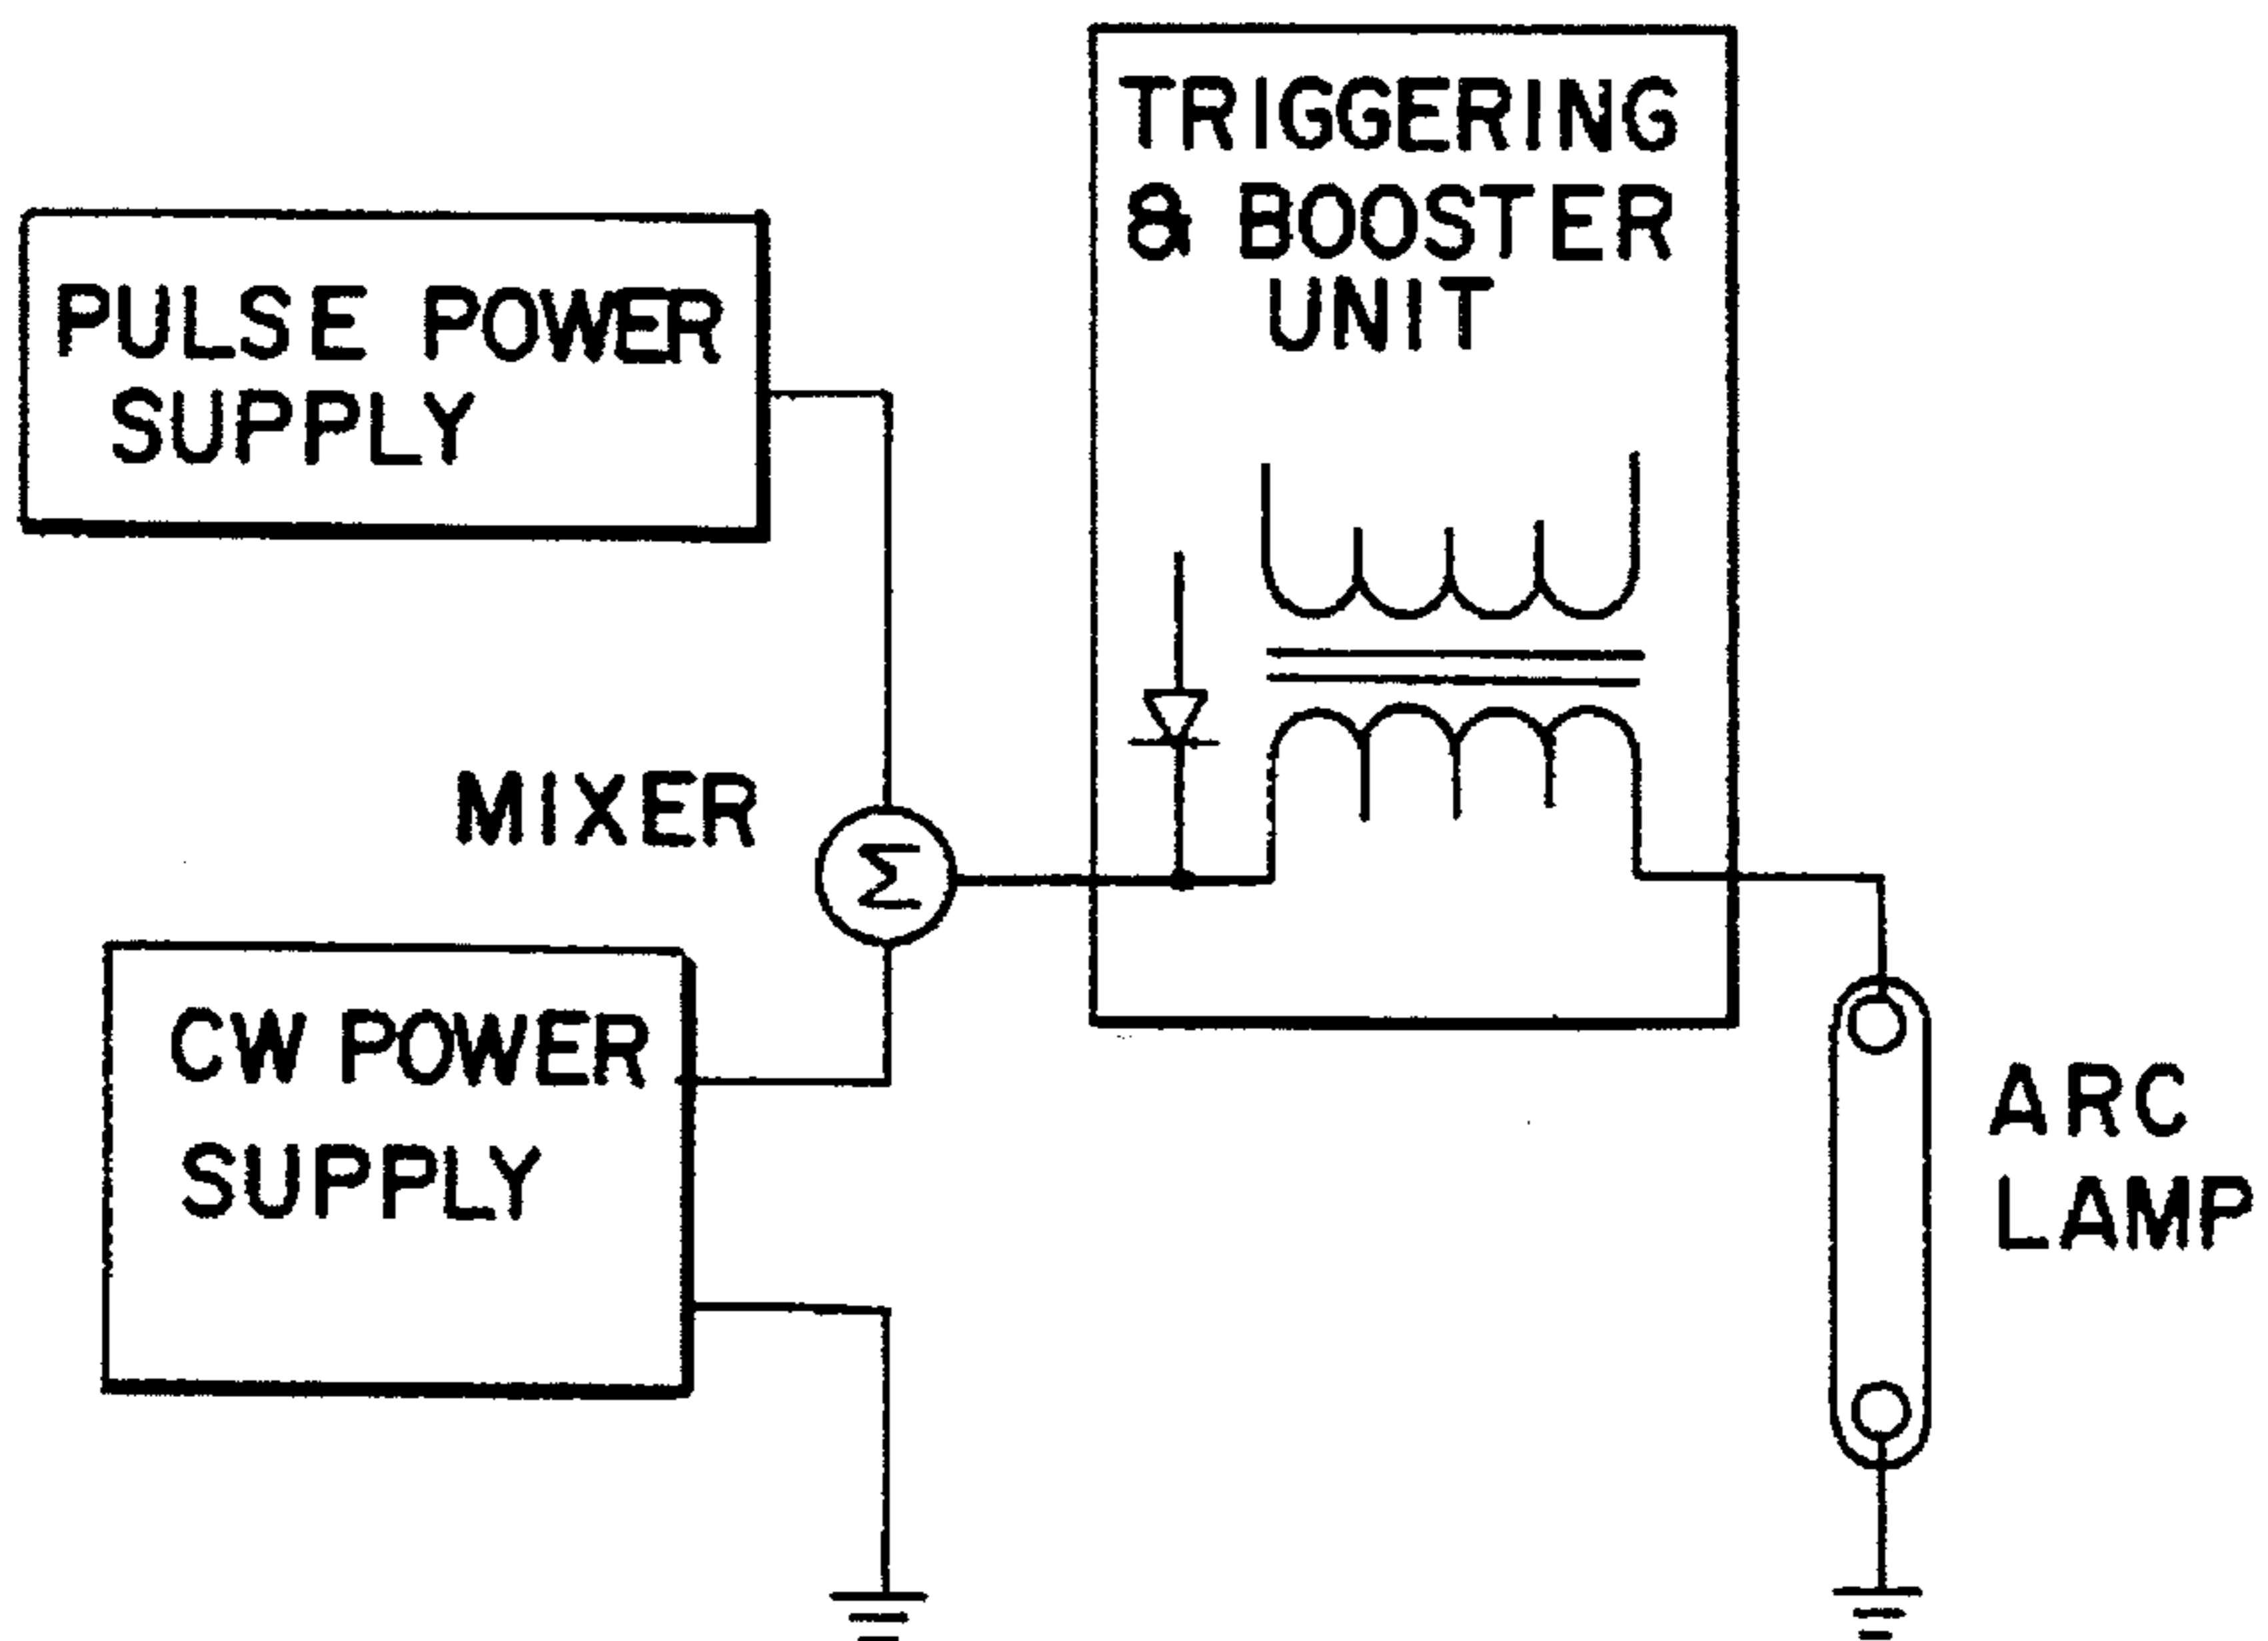 TRIGGERING
& BOOSTER
UNIT
PULSE POWER
SUPPLY
MIXER
Σ
CW POWER
SUPPLY
ARC
LAMP